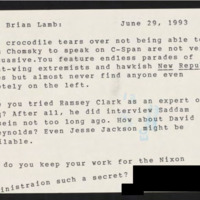 Brian Lamb: June 29, 1993
crocodile tears over not being able to
Chomsky to speak on C-Span are not ve
uasive. You feature endless parades of
t-wing extremists and hawkish New Repu
es but almost never find anyone even
etely on the left.
e you tried Ramsey Clark as an expert o
q? After all, he did interview Saddam
ein not too long ago. How about David
eynolds? Even Jesse Jackson might be
ilable.
do you keep your work for the Nixon
ministraion such a secret?